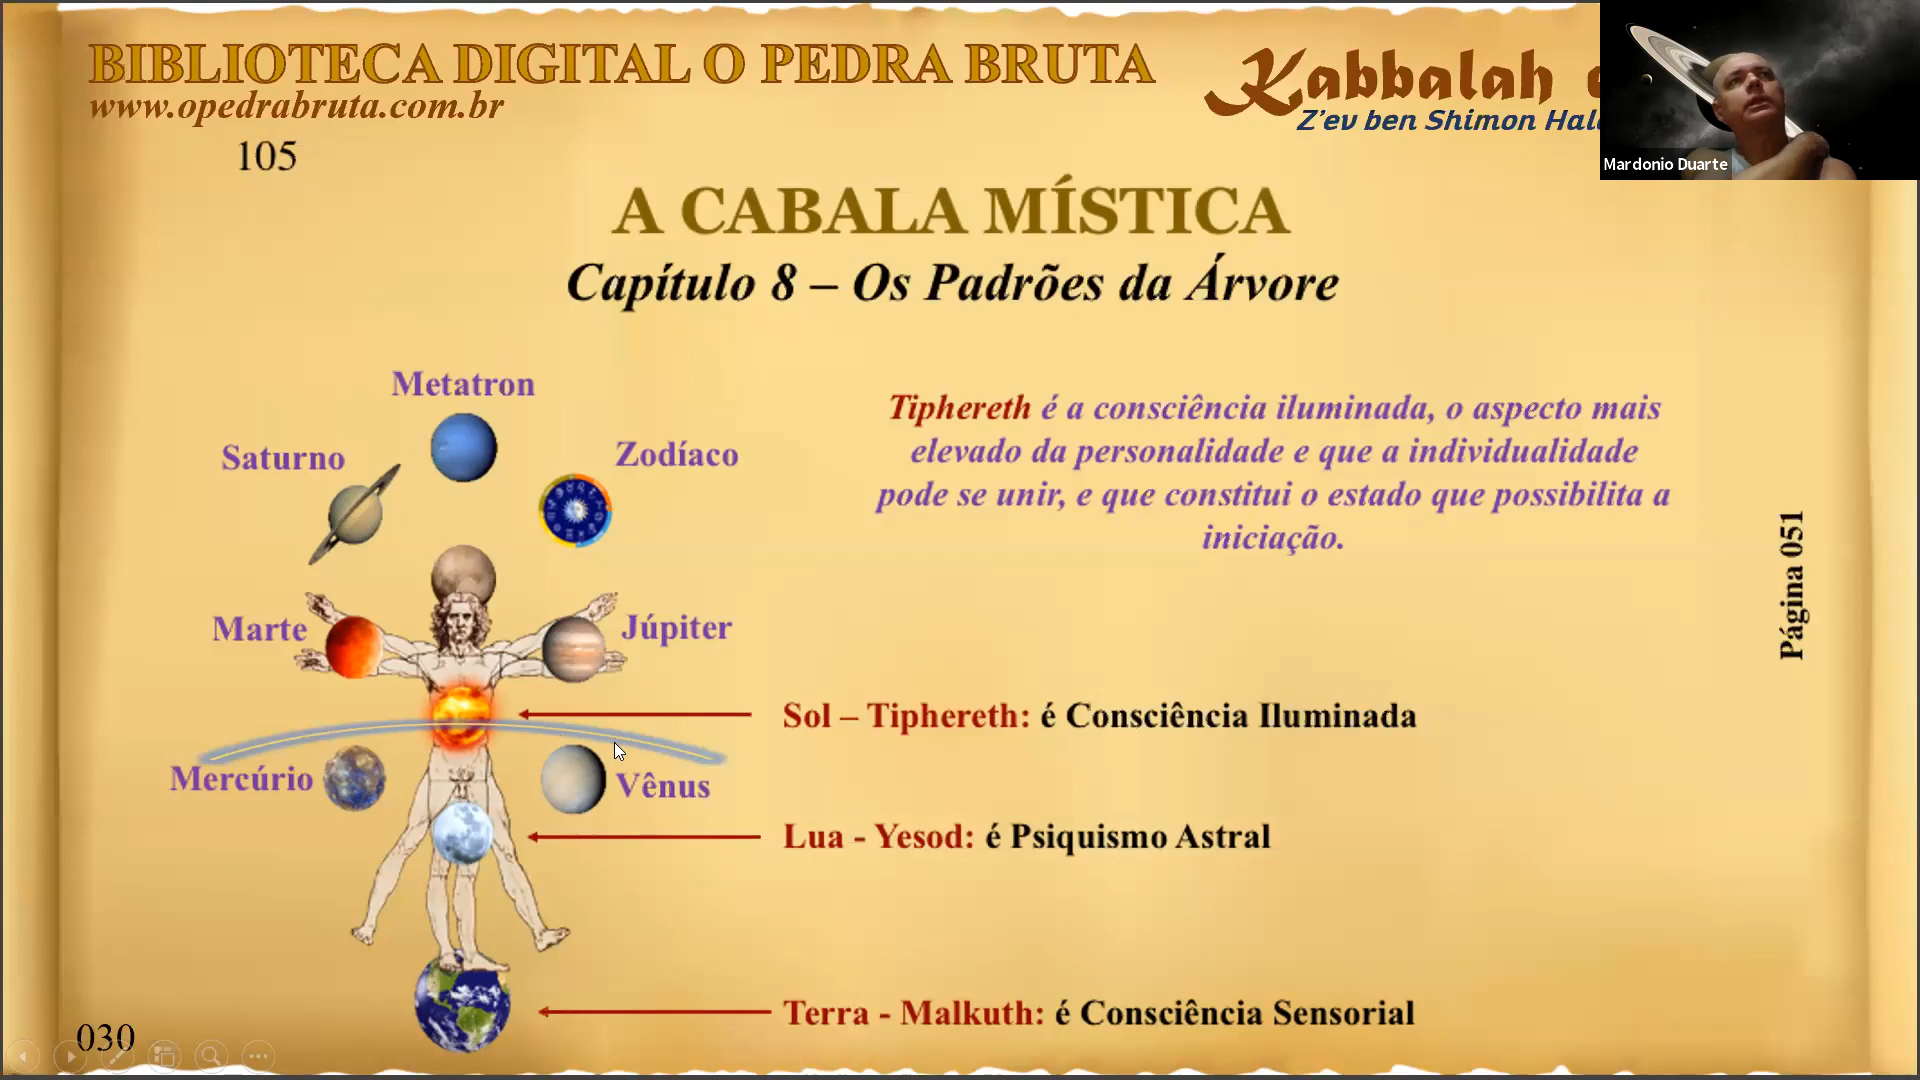 BIBLIOTECA DIGITAL O PEDRA BRUTA
www.opedrabruta.com.br
Kabbalah
Z'ev ben Shimon
Mardonio Duarte
105
A CABALA MÍSTICA
Capítulo 8 – Os Padrões da Árvore
Metatron
Saturno
Zodíaco
Tiphereth é a consciência iluminada, o aspecto mais
elevado da personalidade e que a individualidade
pode se unir, e que constitui o estado que possibilita a
iniciação.
Página 051
Marte
Júpiter
Sol – Tiphereth: é Consciência Iluminada
Mercúrio
Vênus
Lua - Yesod: é Psiquismo Astral
Terra - Malkuth: é Consciência Sensorial
030